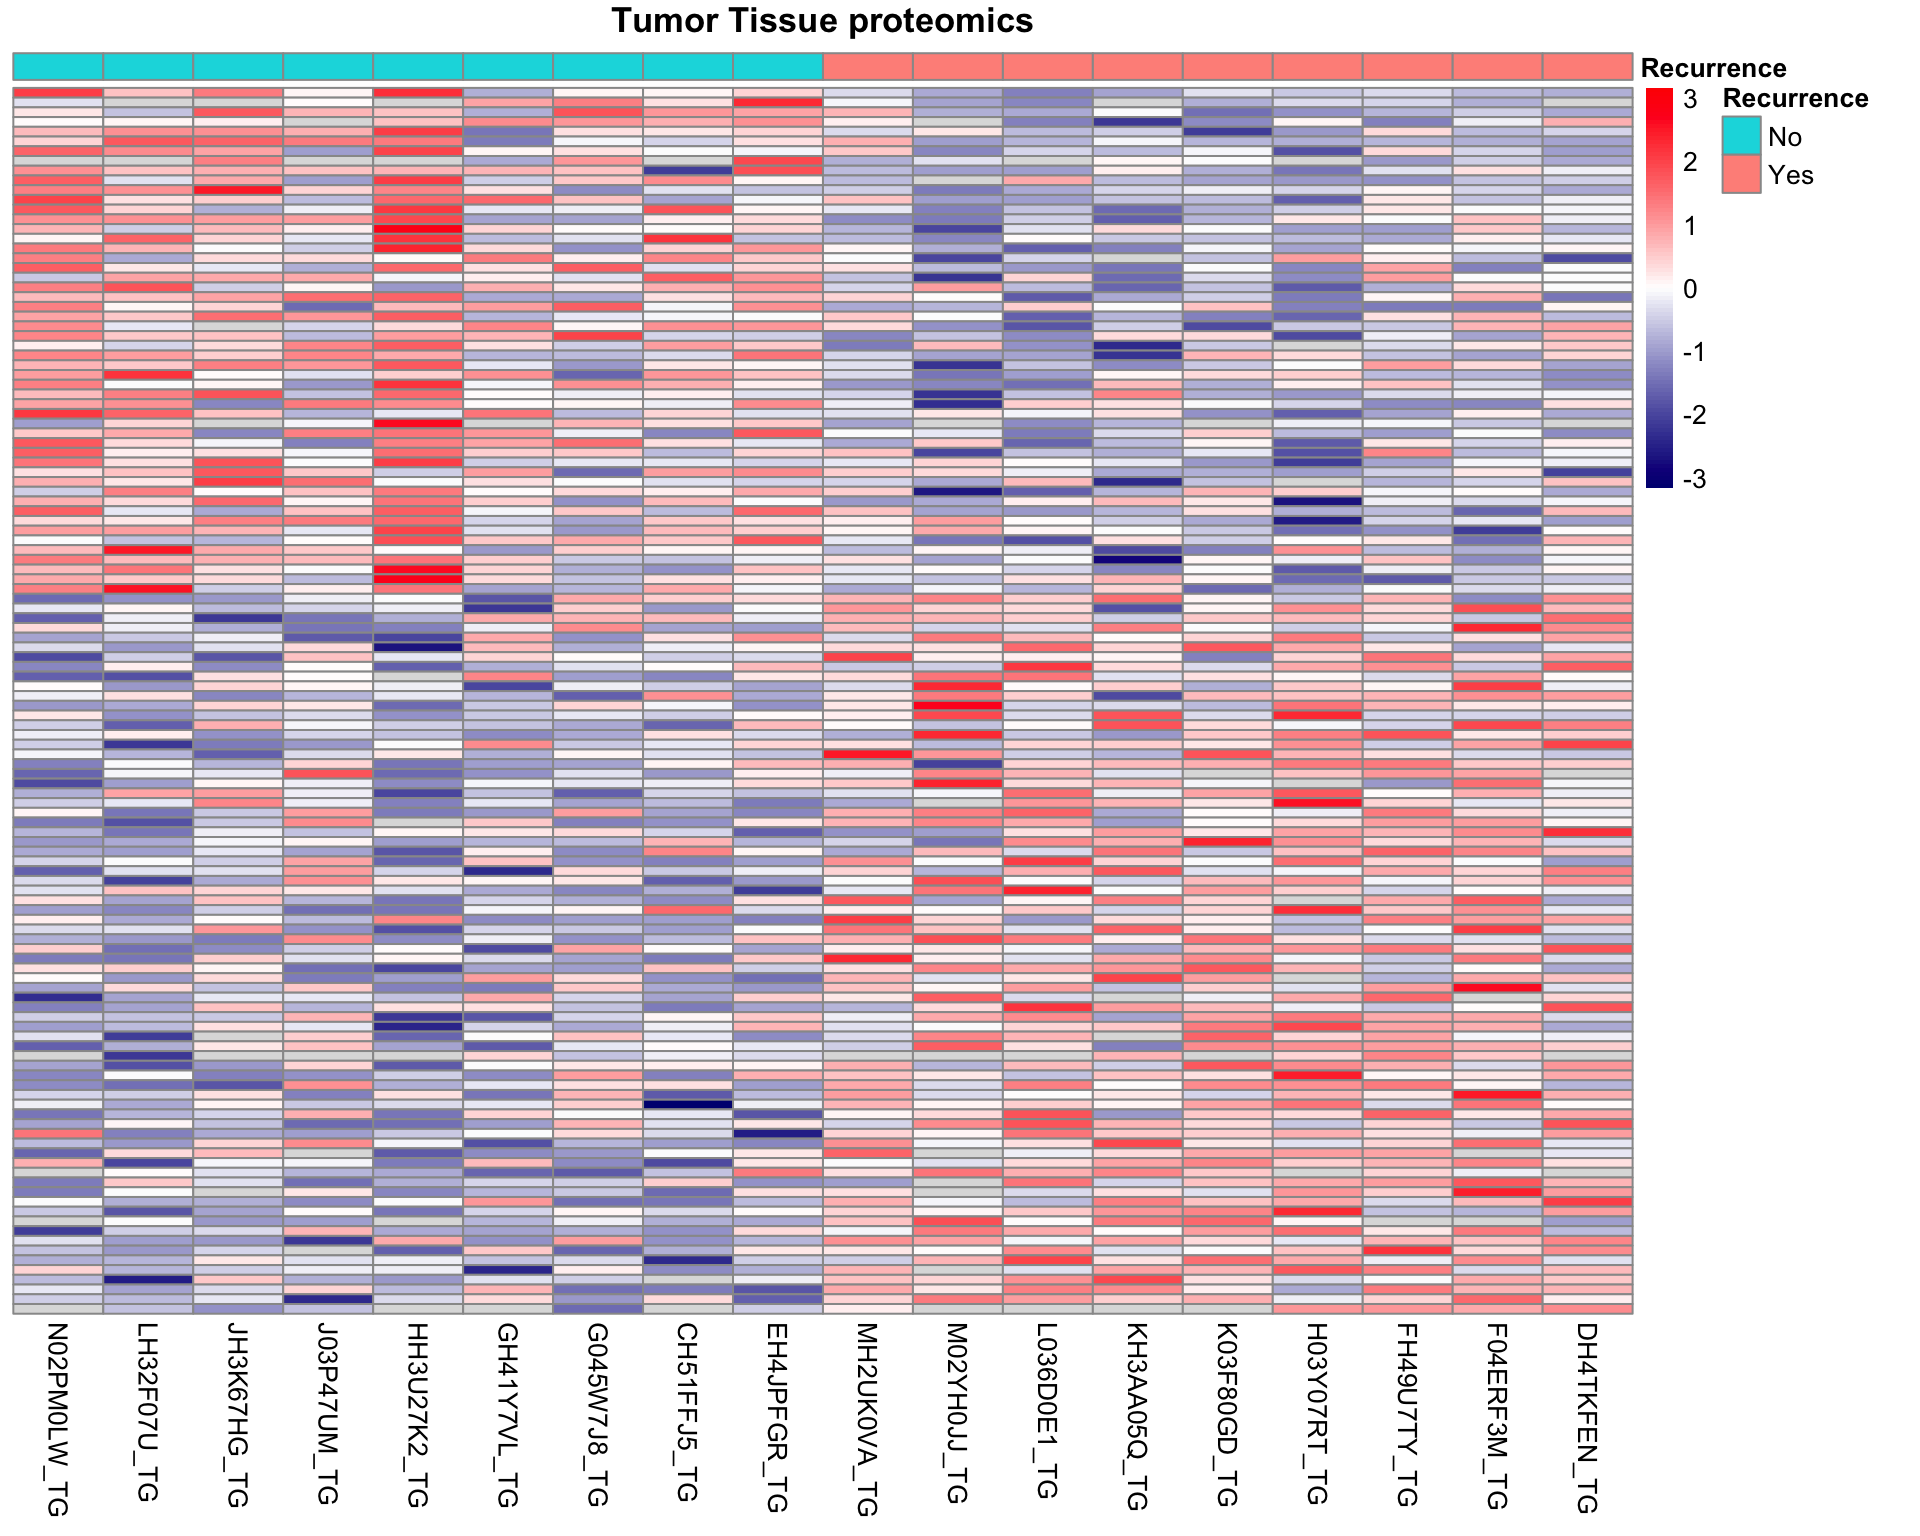 Tumor Tissue proteomics
Recurrence
3
2
1
0
-1
-2
-3
Recurrence
No
Yes
N02PM0LW_TG
LH32F07U_TG
JH3K67HG_TG
J03P47UM_TG
HH3U27K2_TG
GH41Y7VL_TG
G045W7J8_TG
CH51FFJ5_TG
EH4JPFGR_TG
MH2UK0VA_TG
M02YH0JJ_TG
L036D0E1_TG
KH3AA05Q_TG
K03F80GD_TG
H03Y07RT_TG
FH49U7TY_TG
F04ERF3M_TG
DH4TKFEN_TG